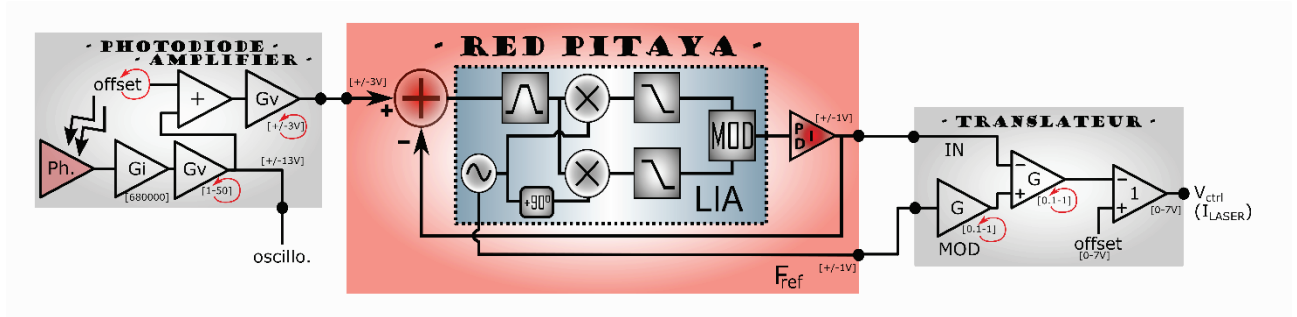 - PHOTODIODE -
- AMPLIFIER -
offset
+
Gv
[+/-3V]
Ph.
Gi
[680000]
Gv
[1-50]
[+/-13V]
oscillo.
- RED PITAYA -
[+/-3V]
+
+
-
+90º
MOD
LIA
P
I
D
[+/-1V]
Fref
[+/-1V]
- TRANSLATEUR -
IN
-
G
+
[0.1-1]
G
[0.1-1]
MOD
-
1
+
[0-7V]
offset
[0-7V]
Vctrl
(ILASER)